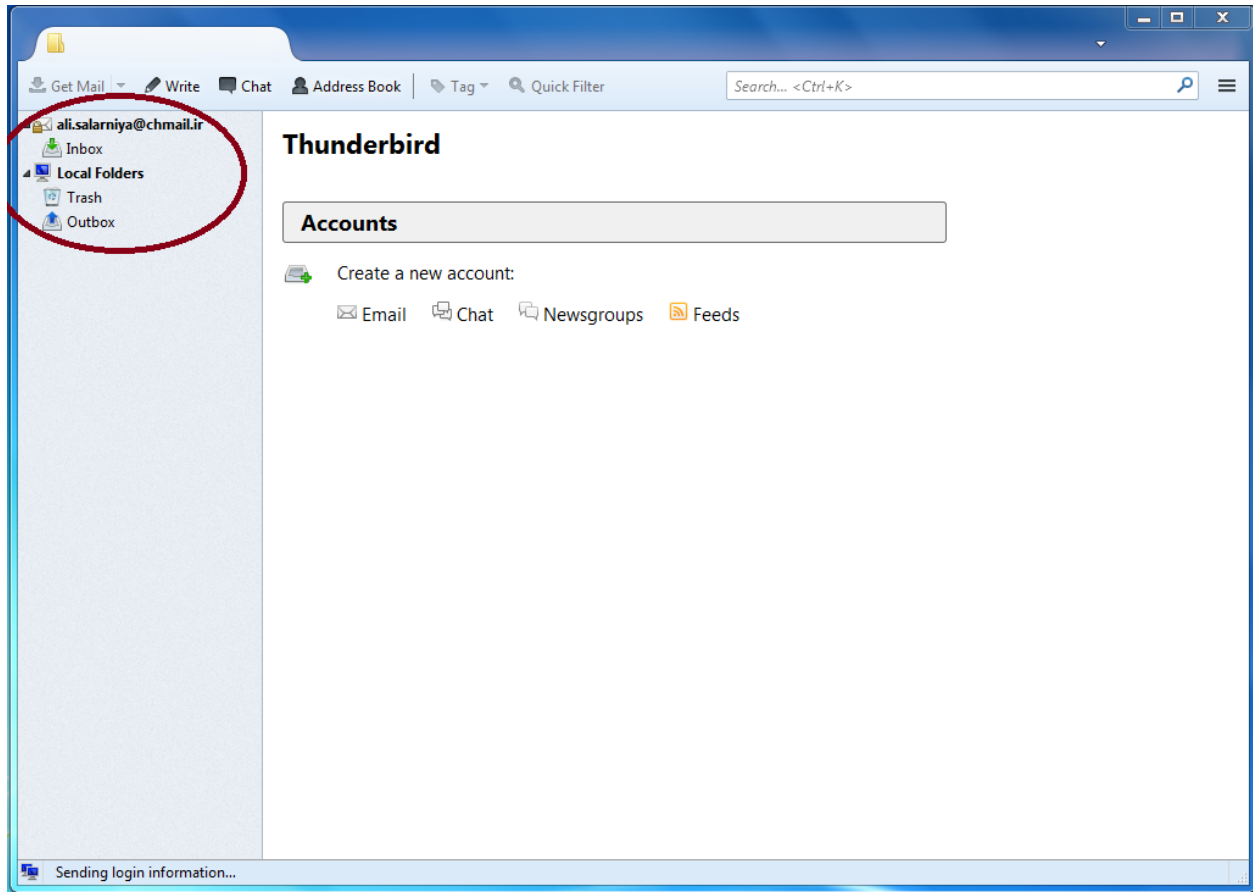 Get Mail Write Chat Address Book Tag Quick Filter Search... <Ctrl+K>
ali.salarniya@chmail.ir
Inbox
Local Folders
Trash
Outbox
Thunderbird
Accounts
Create a new account:
Email Chat Newsgroups Feeds
Sending login information...